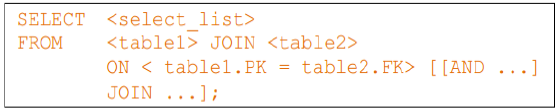 SELECT <select_list>
FROM <table1> JOIN <table2>
ON < table1.PK = table2.FK> [[AND ...]
JOIN ...];